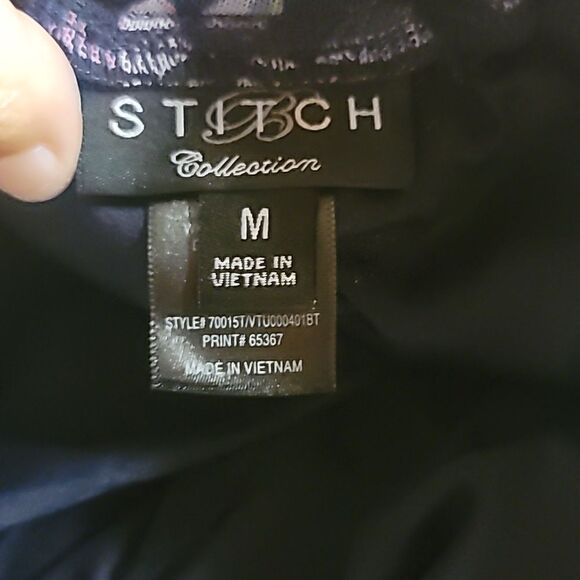 STITCH
B
Collection
M
MADE IN
VIETNAM
STYLE# 70015T/VTU000401BT
PRINT# 65367
MADE IN VIETNAM